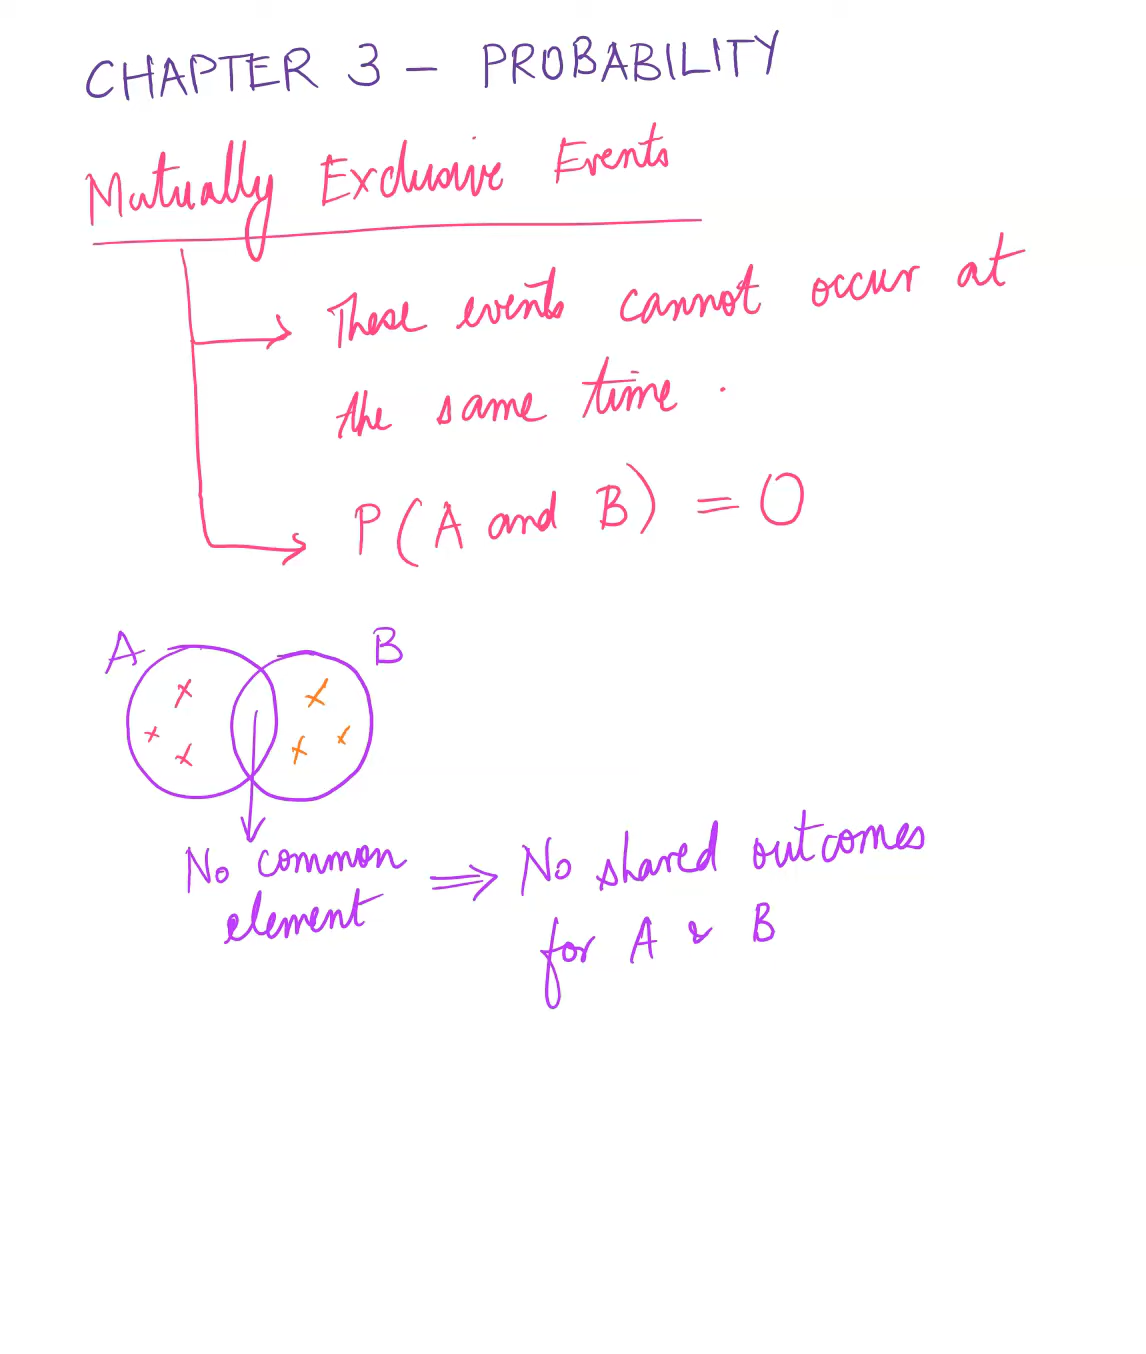 CHAPTER 3 - PROBABILITY
Mutually Exclusive Events
These events cannot occur at
the same time.
P(A and B) = 0
A B
No common
element
⇒ No shared outcomes
for A & B